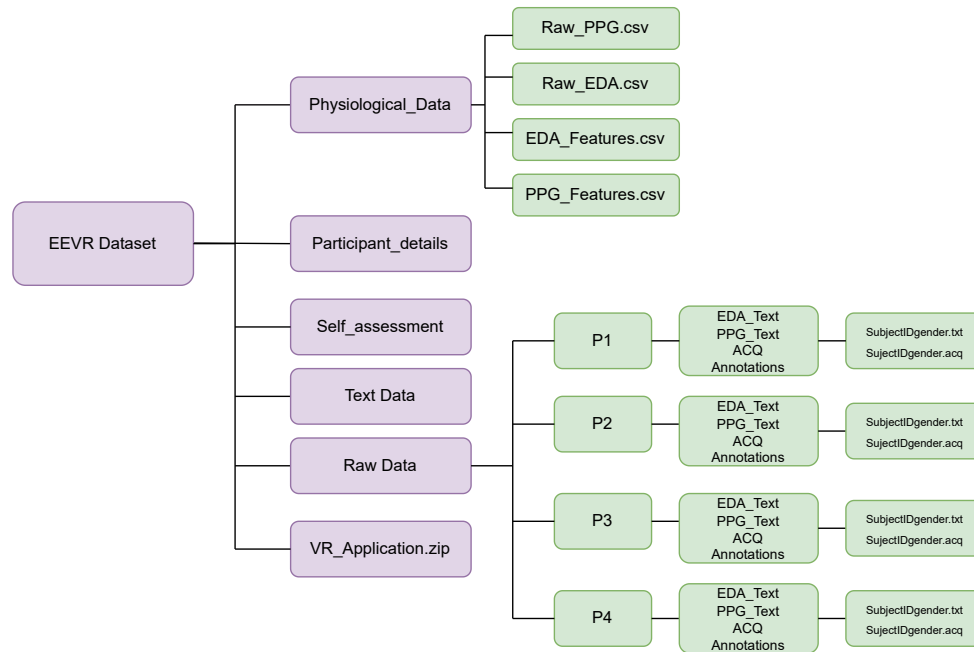 EEVR Dataset
Physiological_Data
Raw_PPG.csv
Raw_EDA.csv
EDA_Features.csv
PPG_Features.csv
Participant_details
Self_assessment
Text Data
Raw Data
VR_Application.zip
P1
EDA_Text
PPG_Text
ACQ
Annotations
SubjectIDgender.txt
SujectIDgender.acq
P2
EDA_Text
PPG_Text
ACQ
Annotations
SubjectIDgender.txt
SujectIDgender.acq
P3
EDA_Text
PPG_Text
ACQ
Annotations
SubjectIDgender.txt
SujectIDgender.acq
P4
EDA_Text
PPG_Text
ACQ
Annotations
SubjectIDgender.txt
SujectIDgender.acq